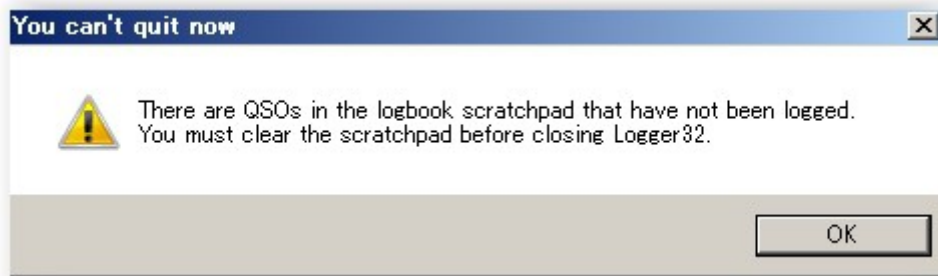 You can't quit now
There are QSOs in the logbook scratchpad that have not been logged.
You must clear the scratchpad before closing Logger32.
OK